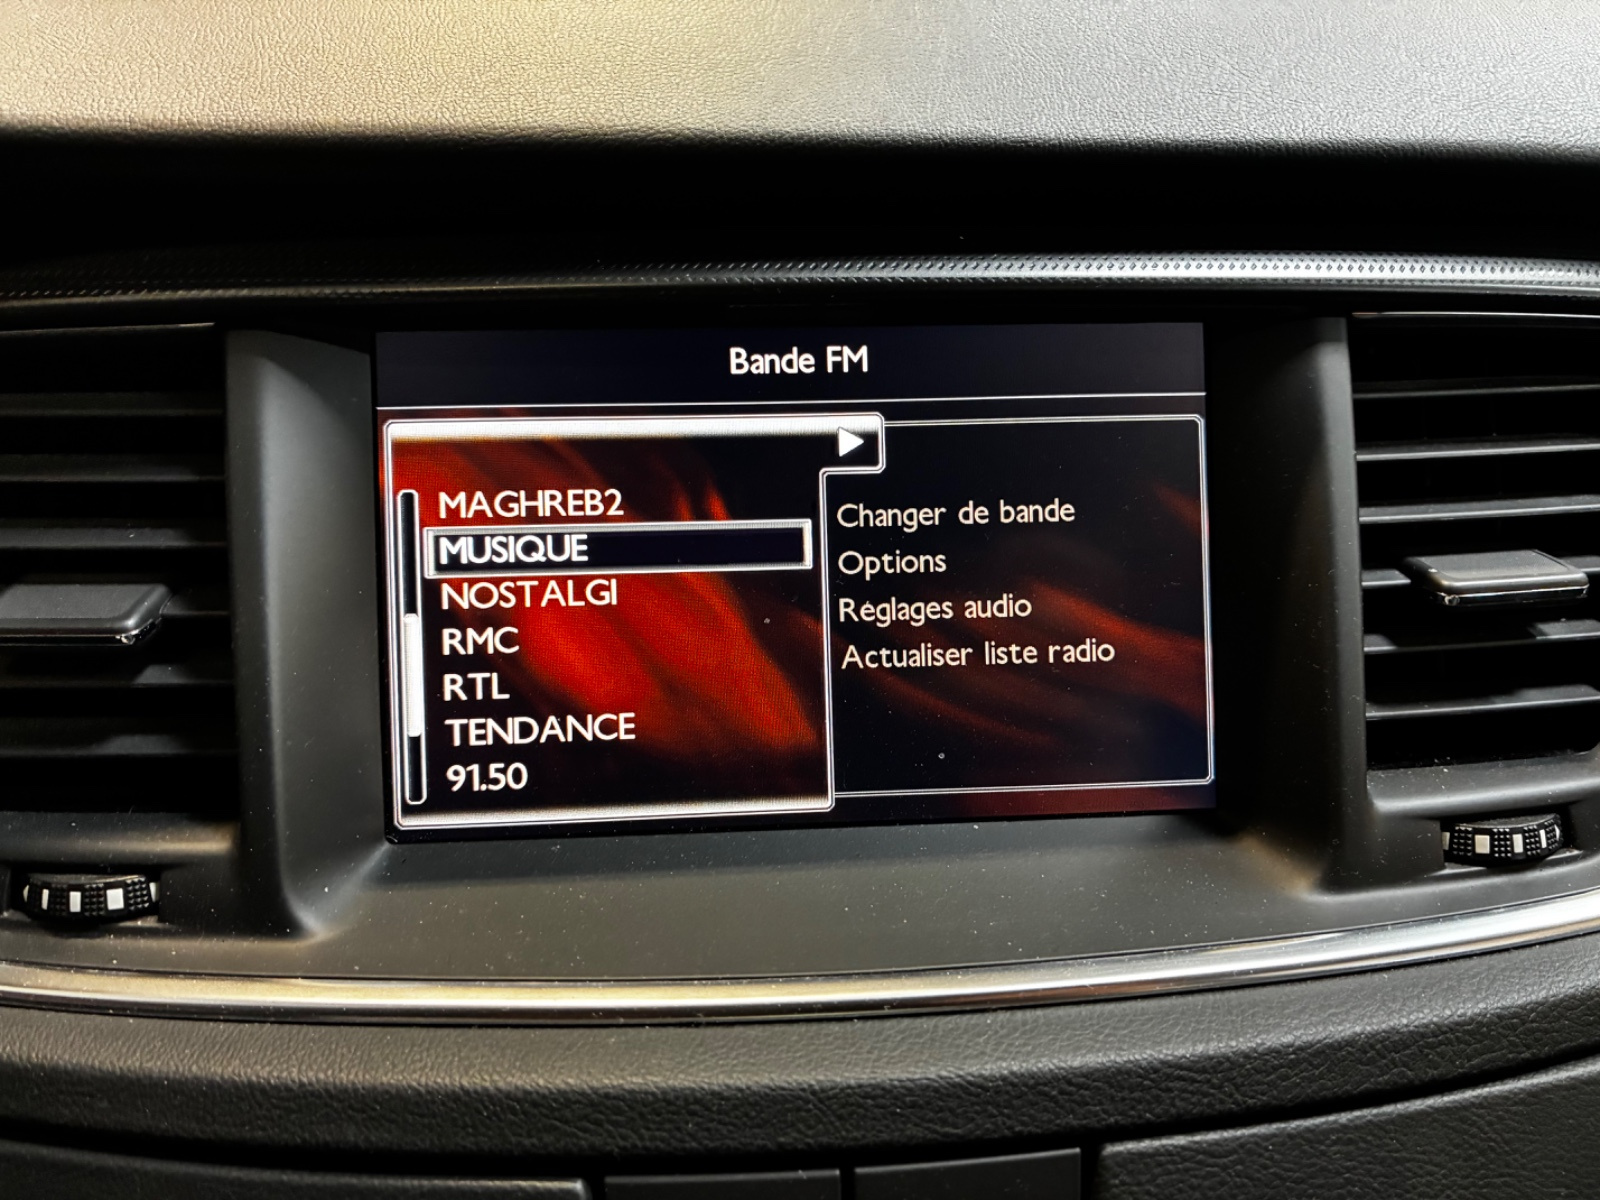 Bande FM
MAGHREB2
MUSIQUE
NOSTALGI
RMC
RTL
TENDANCE
91.50
Changer de bande
Options
Réglages audio
Actualiser liste radio